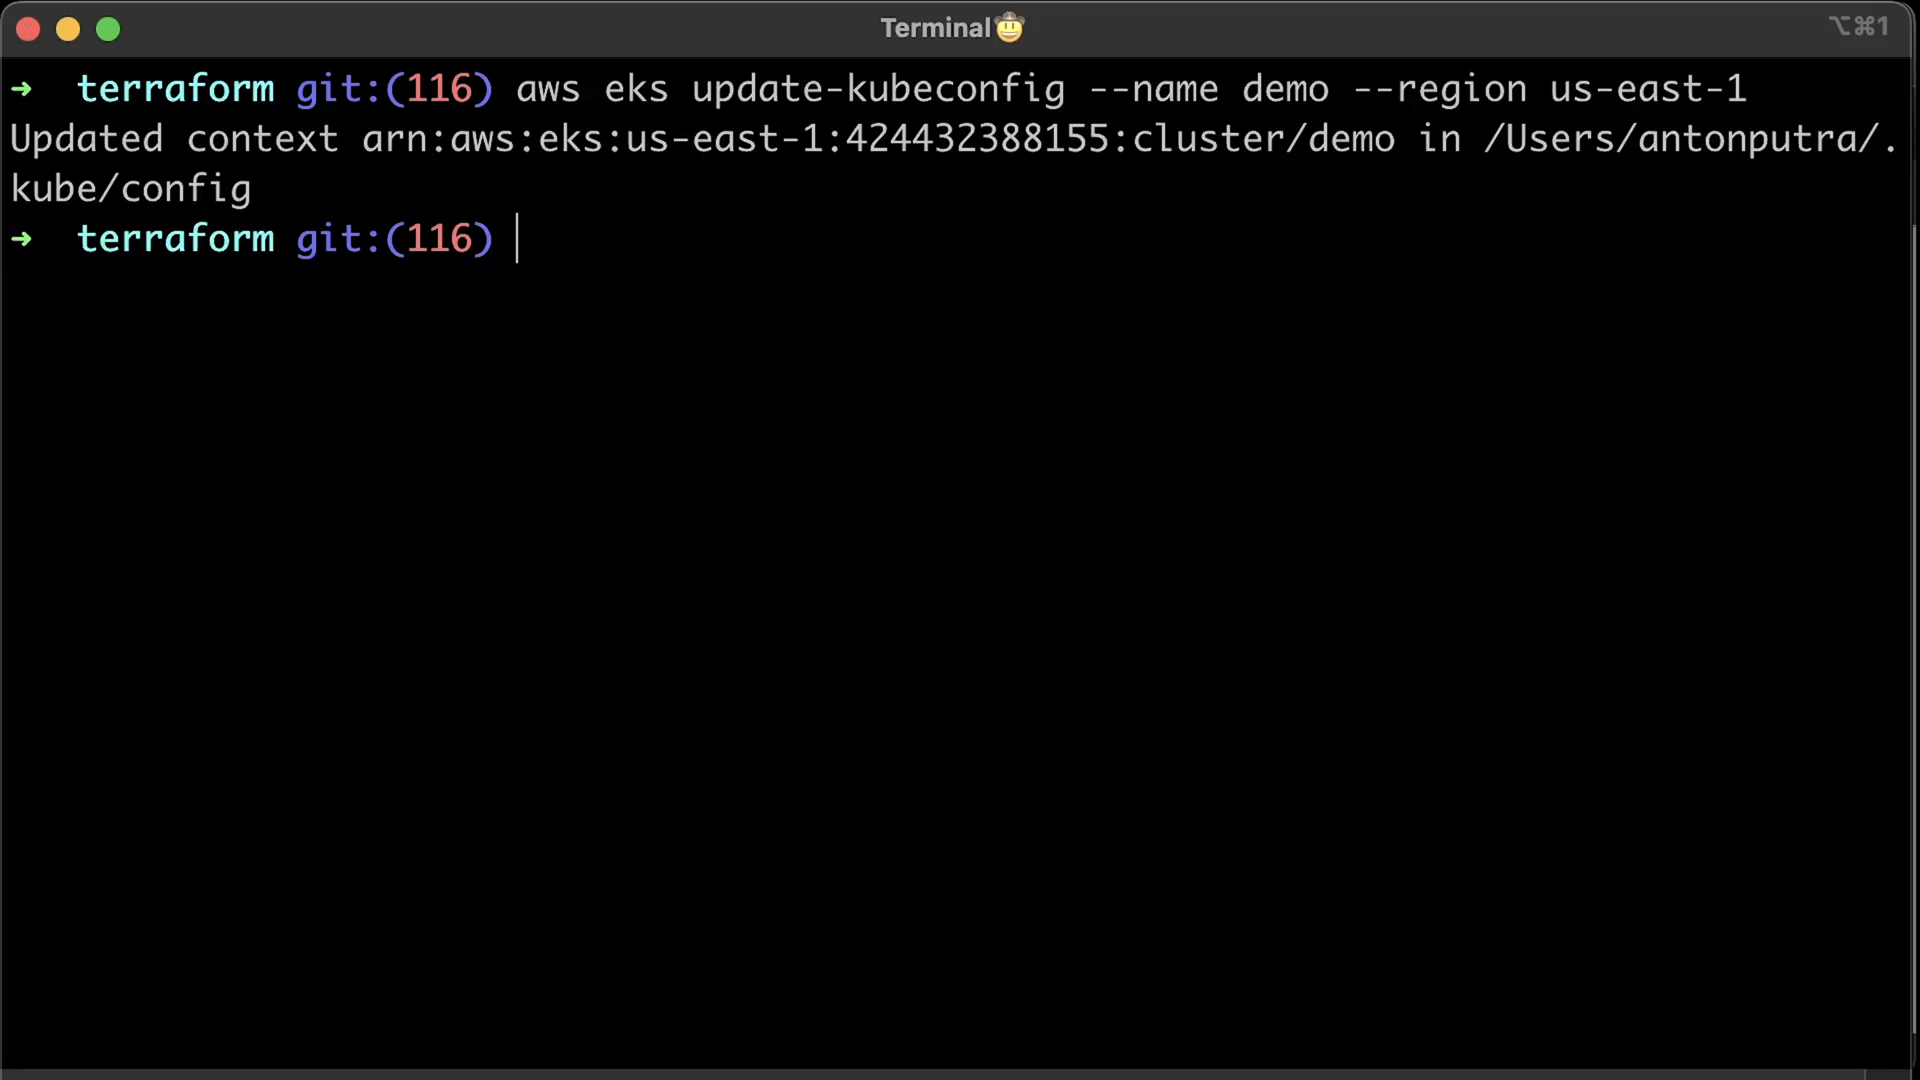 Terminal🤠
⌥⌘1
➜  terraform git:(116) aws eks update-kubeconfig --name demo --region us-east-1
Updated context arn:aws:eks:us-east-1:424432388155:cluster/demo in /Users/antonputra/.
kube/config
➜  terraform git:(116)